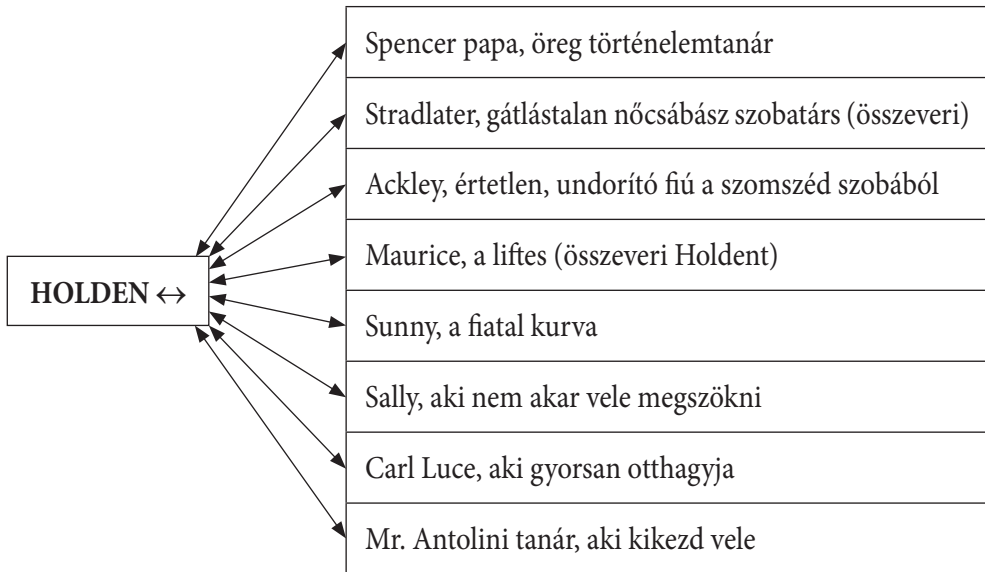 Spencer papa, öreg történelemtanár
Stradlater, gátlástalan nőcsábász szobatárs (összeveri)
Ackley, értetlen, undorító fiú a szomszéd szobából
Maurice, a liftes (összeveri Holdent)
HOLDEN ↔
Sunny, a fiatal kurva
Sally, aki nem akar vele megszökni
Carl Luce, aki gyorsan otthagyja
Mr. Antolini tanár, aki kikezd vele